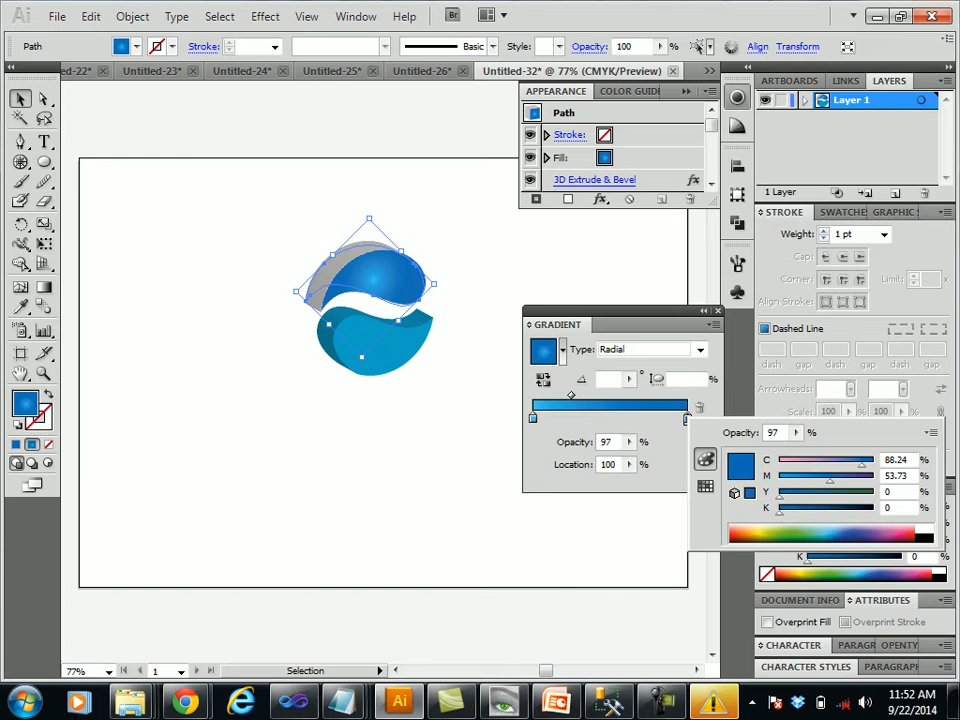 Ai File Edit Object Type Select Effect View Window Help Br
Path Stroke: Basic Style: Opacity: 100 % Align Transform
ed-22* Untitled-23* Untitled-24* Untitled-25* Untitled-26* Untitled-32* @ 77% (CMYK/Preview)
APPEARANCE COLOR GUID
Path
Stroke:
Fill:
3D Extrude & Bevel fx
fx
ARTBOARDS LINKS LAYERS
Layer 1
1 Layer
STROKE SWATCHE GRAPHIC
Weight: 1 pt
Cap:
Corner: Limit: x
Align Stroke:
Dashed Line
dash gap dash gap dash gap
Arrowheads:
Scale: 100 100 %
GRADIENT
Type: Radial
° %
Opacity: 97 %
Location: 100 %
Opacity: 97 %
C 88.24 %
M 53.73 %
Y 0 %
K 0 %
K 0 %
DOCUMENT INFO ATTRIBUTES
Overprint Fill Overprint Stroke
CHARACTER PARAGR OPENTY
CHARACTER STYLES PARAGRAPH
77% 1 Selection
Ai
11:52 AM
9/22/2014